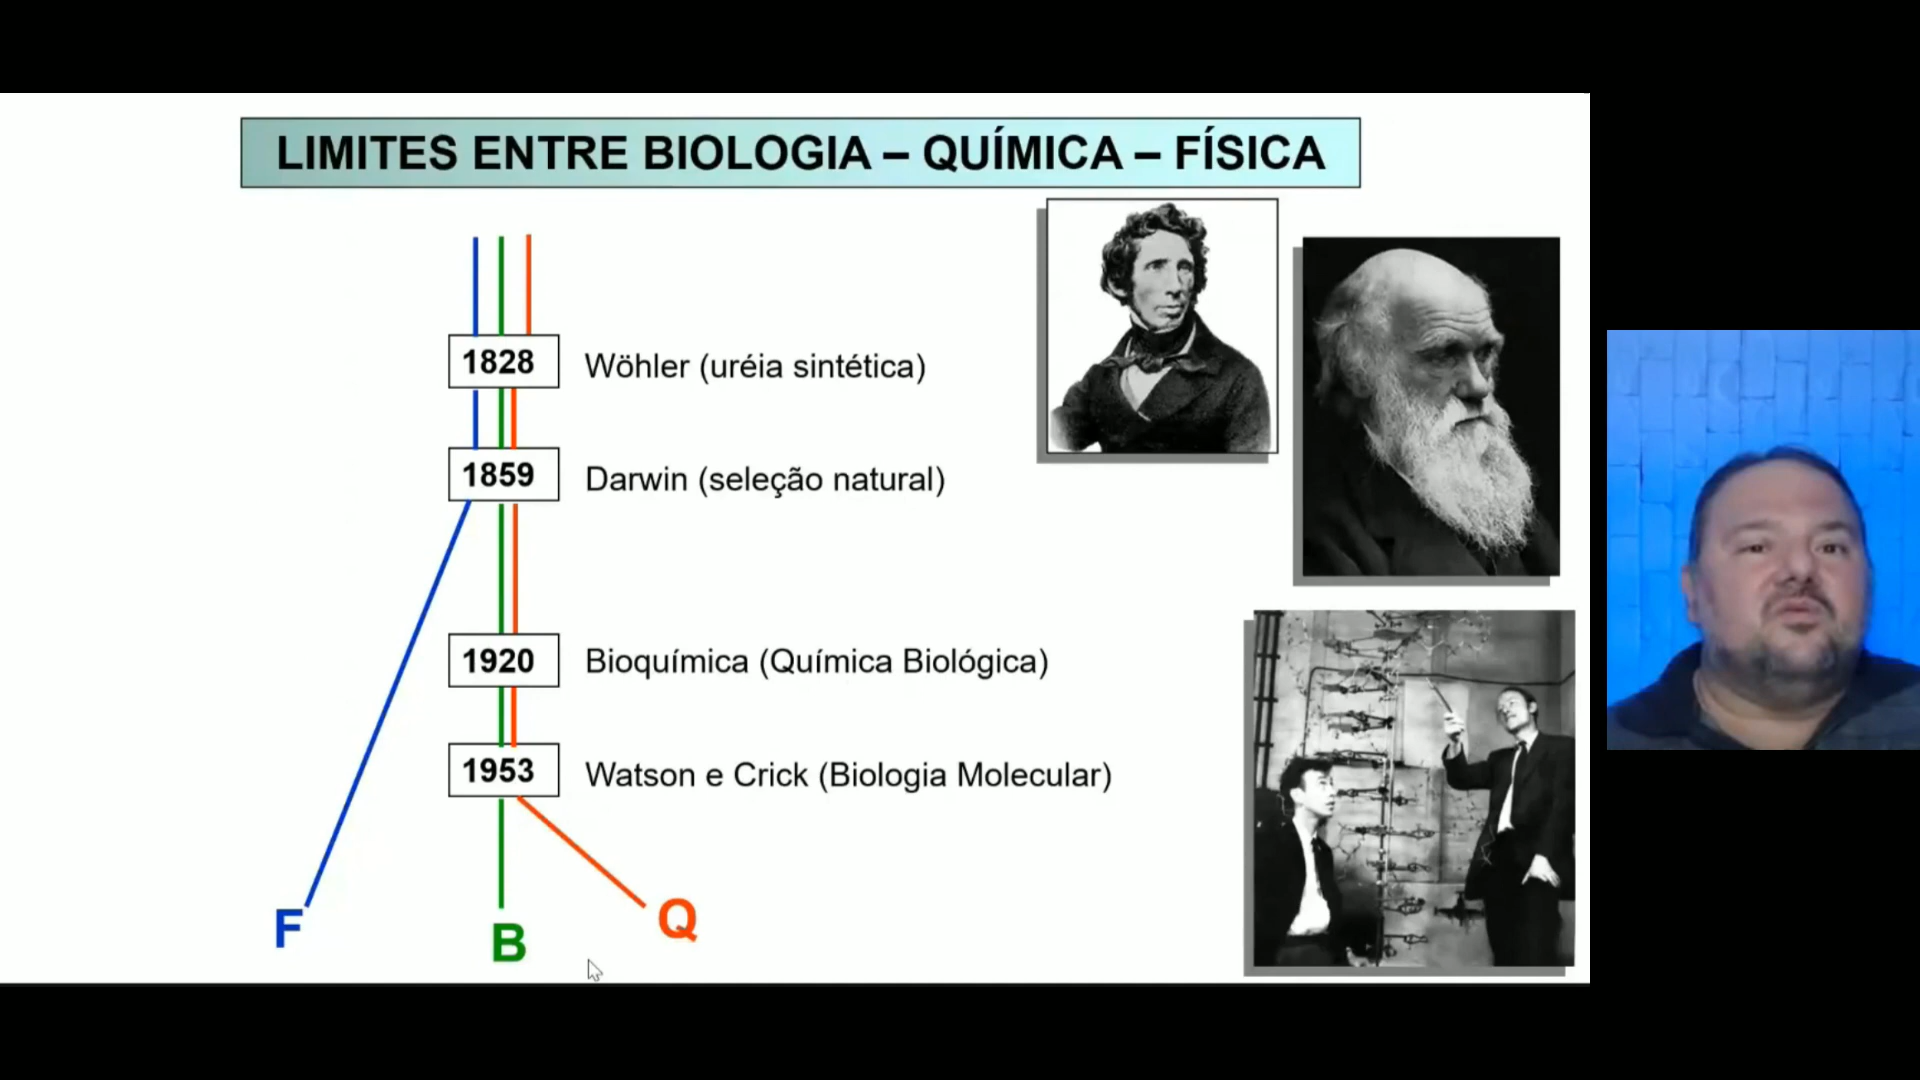 LIMITES ENTRE BIOLOGIA – QUÍMICA – FÍSICA
1828 Wöhler (uréia sintética)
1859 Darwin (seleção natural)
1920 Bioquímica (Química Biológica)
1953 Watson e Crick (Biologia Molecular)
F B Q